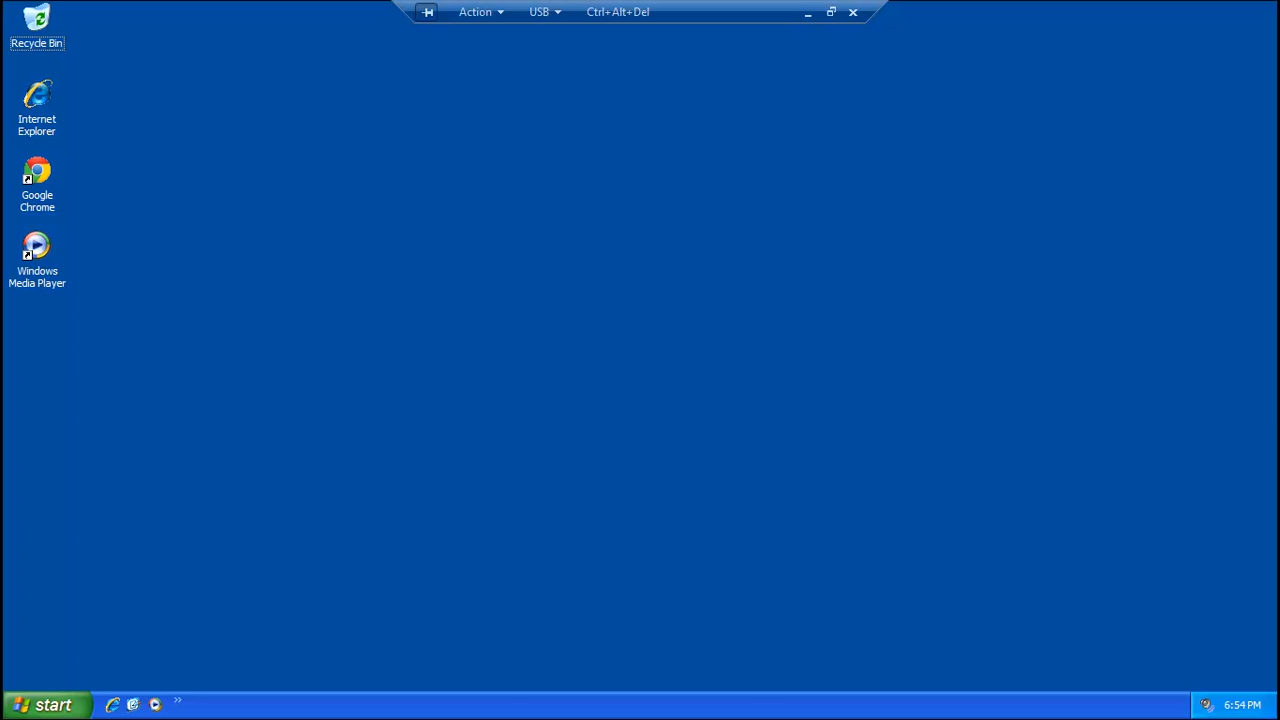 Action
USB
Ctrl+Alt+Del
Recycle Bin
Internet
Explorer
Google
Chrome
Windows
Media Player
start
6:54 PM